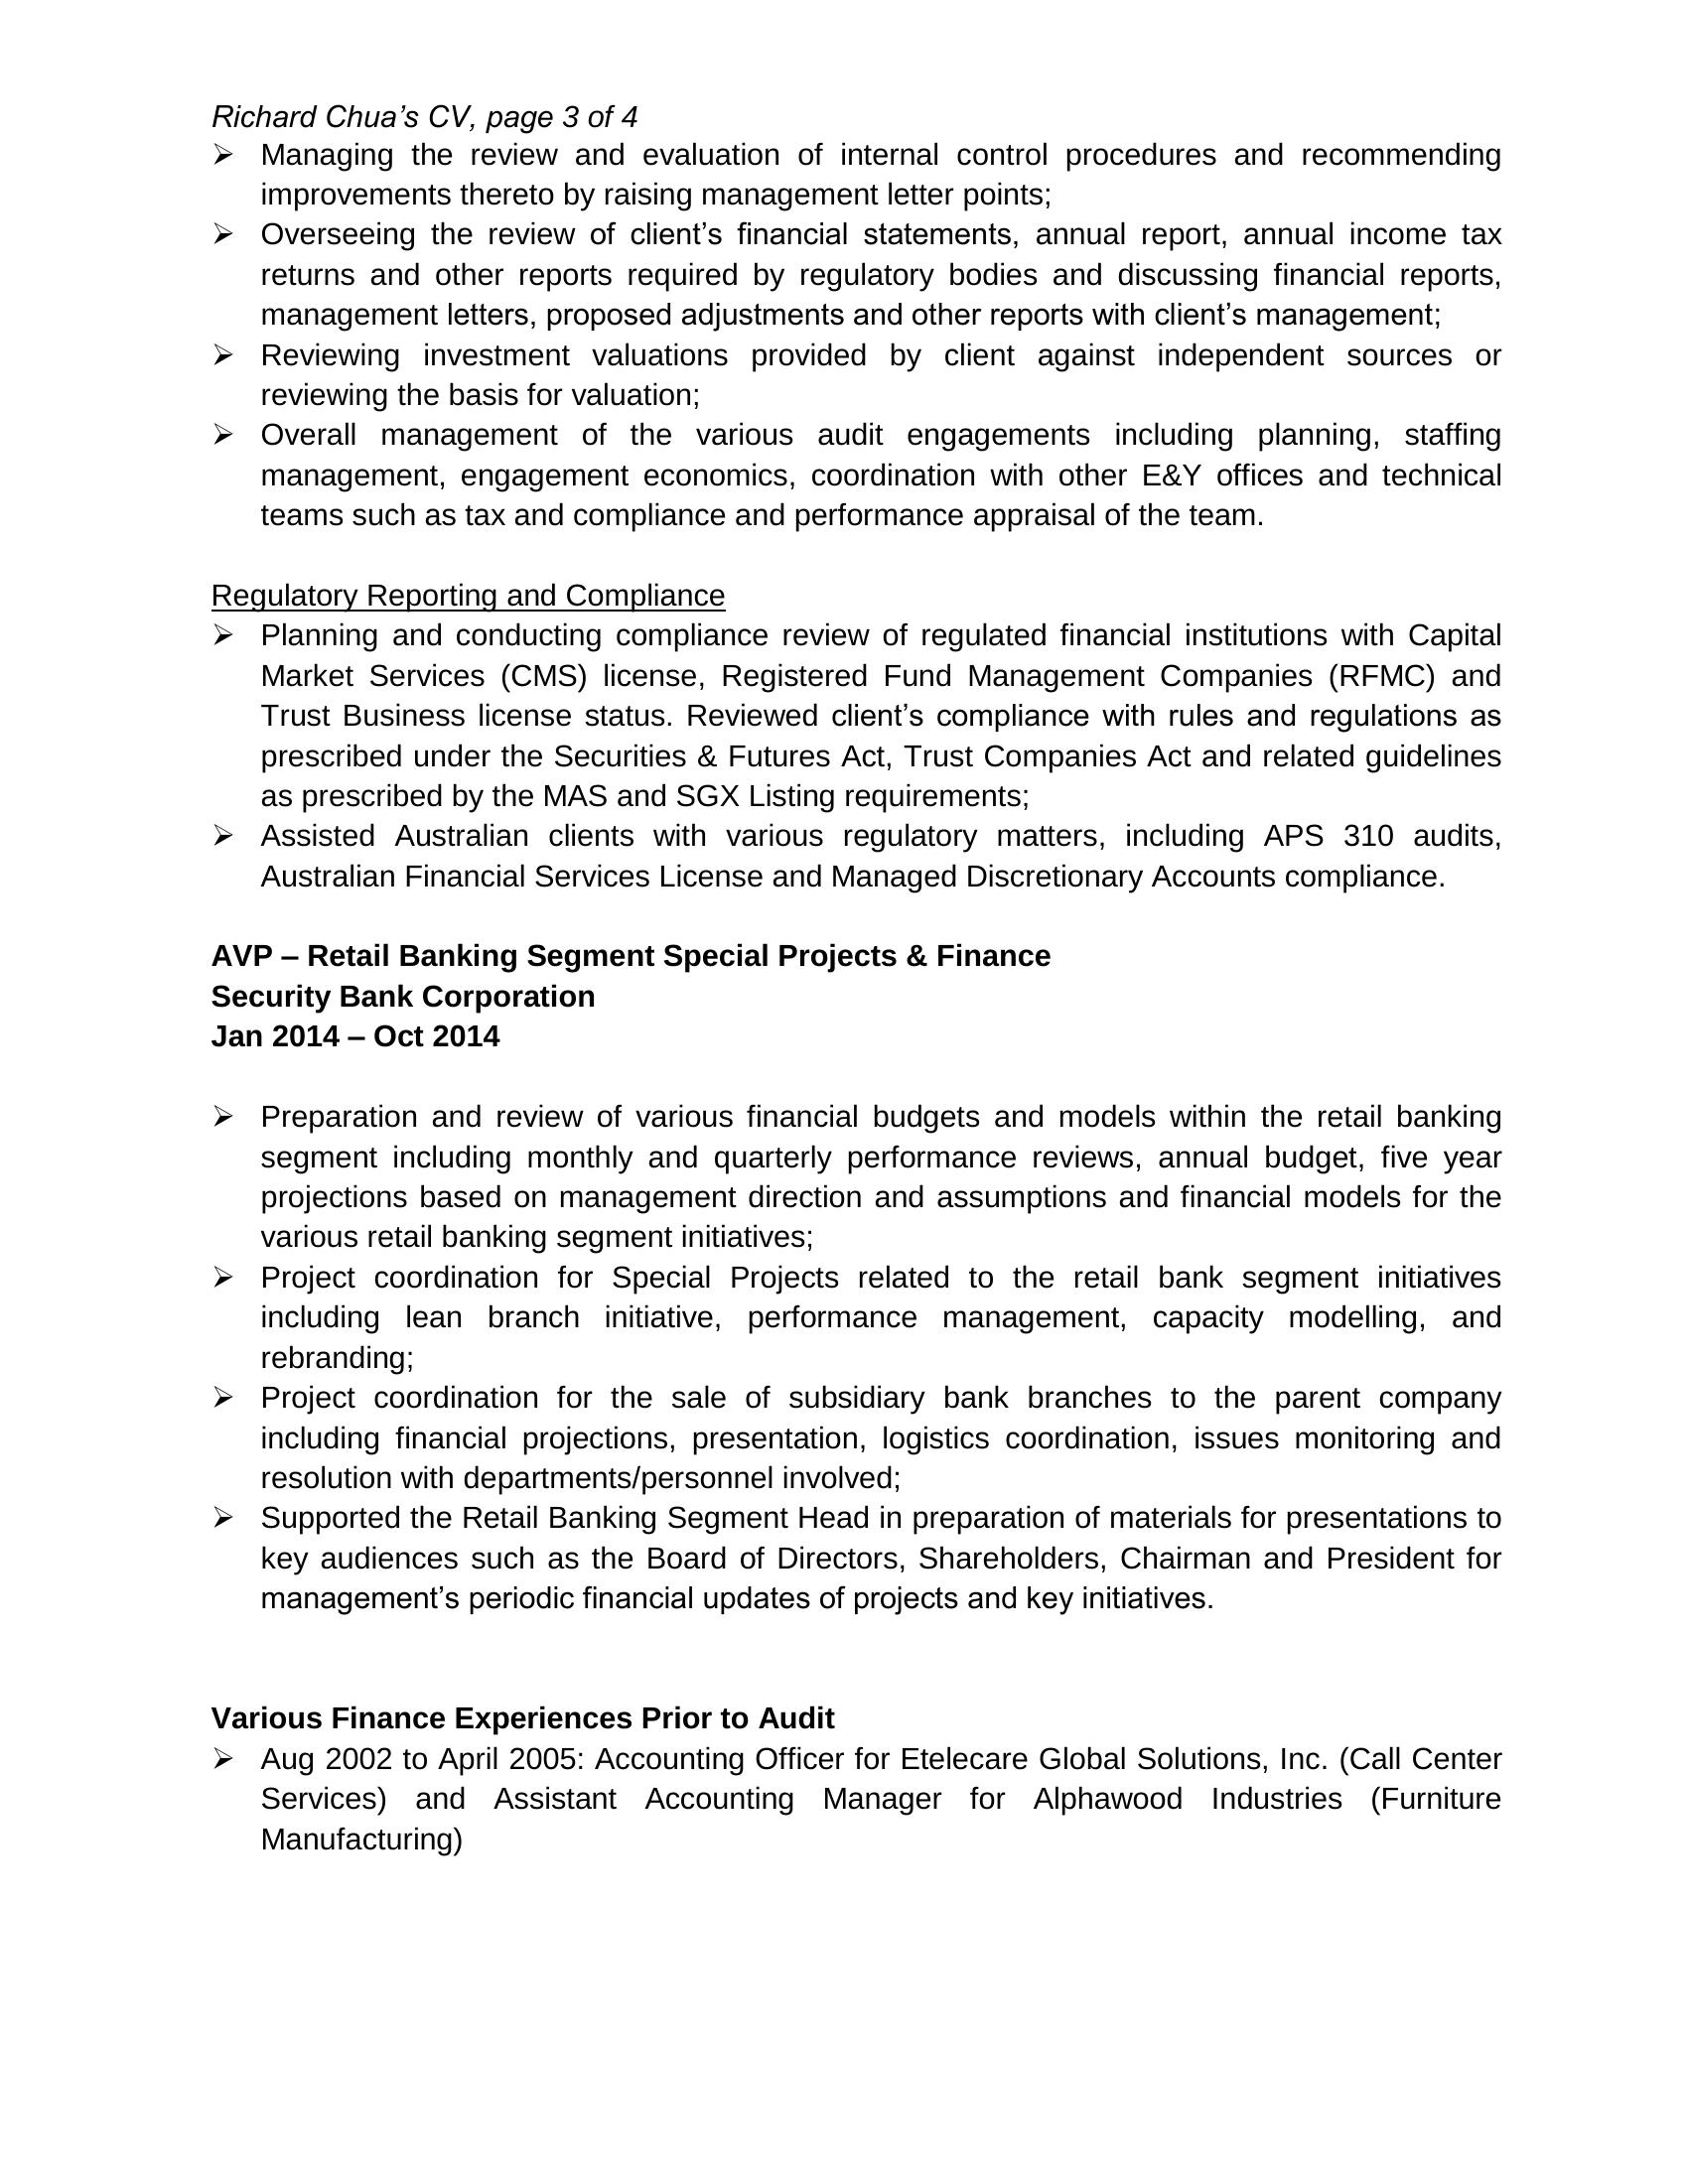 Richard Chua’s CV, page 3 of 4
➢ Managing the review and evaluation of internal control procedures and recommending
improvements thereto by raising management letter points;
➢ Overseeing the review of client’s financial statements, annual report, annual income tax
returns and other reports required by regulatory bodies and discussing financial reports,
management letters, proposed adjustments and other reports with client’s management;
➢ Reviewing investment valuations provided by client against independent sources or
reviewing the basis for valuation;
➢ Overall management of the various audit engagements including planning, staffing
management, engagement economics, coordination with other E&Y offices and technical
teams such as tax and compliance and performance appraisal of the team.
Regulatory Reporting and Compliance
➢ Planning and conducting compliance review of regulated financial institutions with Capital
Market Services (CMS) license, Registered Fund Management Companies (RFMC) and
Trust Business license status. Reviewed client’s compliance with rules and regulations as
prescribed under the Securities & Futures Act, Trust Companies Act and related guidelines
as prescribed by the MAS and SGX Listing requirements;
➢ Assisted Australian clients with various regulatory matters, including APS 310 audits,
Australian Financial Services License and Managed Discretionary Accounts compliance.
AVP – Retail Banking Segment Special Projects & Finance
Security Bank Corporation
Jan 2014 – Oct 2014
➢ Preparation and review of various financial budgets and models within the retail banking
segment including monthly and quarterly performance reviews, annual budget, five year
projections based on management direction and assumptions and financial models for the
various retail banking segment initiatives;
➢ Project coordination for Special Projects related to the retail bank segment initiatives
including lean branch initiative, performance management, capacity modelling, and
rebranding;
➢ Project coordination for the sale of subsidiary bank branches to the parent company
including financial projections, presentation, logistics coordination, issues monitoring and
resolution with departments/personnel involved;
➢ Supported the Retail Banking Segment Head in preparation of materials for presentations to
key audiences such as the Board of Directors, Shareholders, Chairman and President for
management’s periodic financial updates of projects and key initiatives.
Various Finance Experiences Prior to Audit
➢ Aug 2002 to April 2005: Accounting Officer for Etelecare Global Solutions, Inc. (Call Center
Services) and Assistant Accounting Manager for Alphawood Industries (Furniture
Manufacturing)